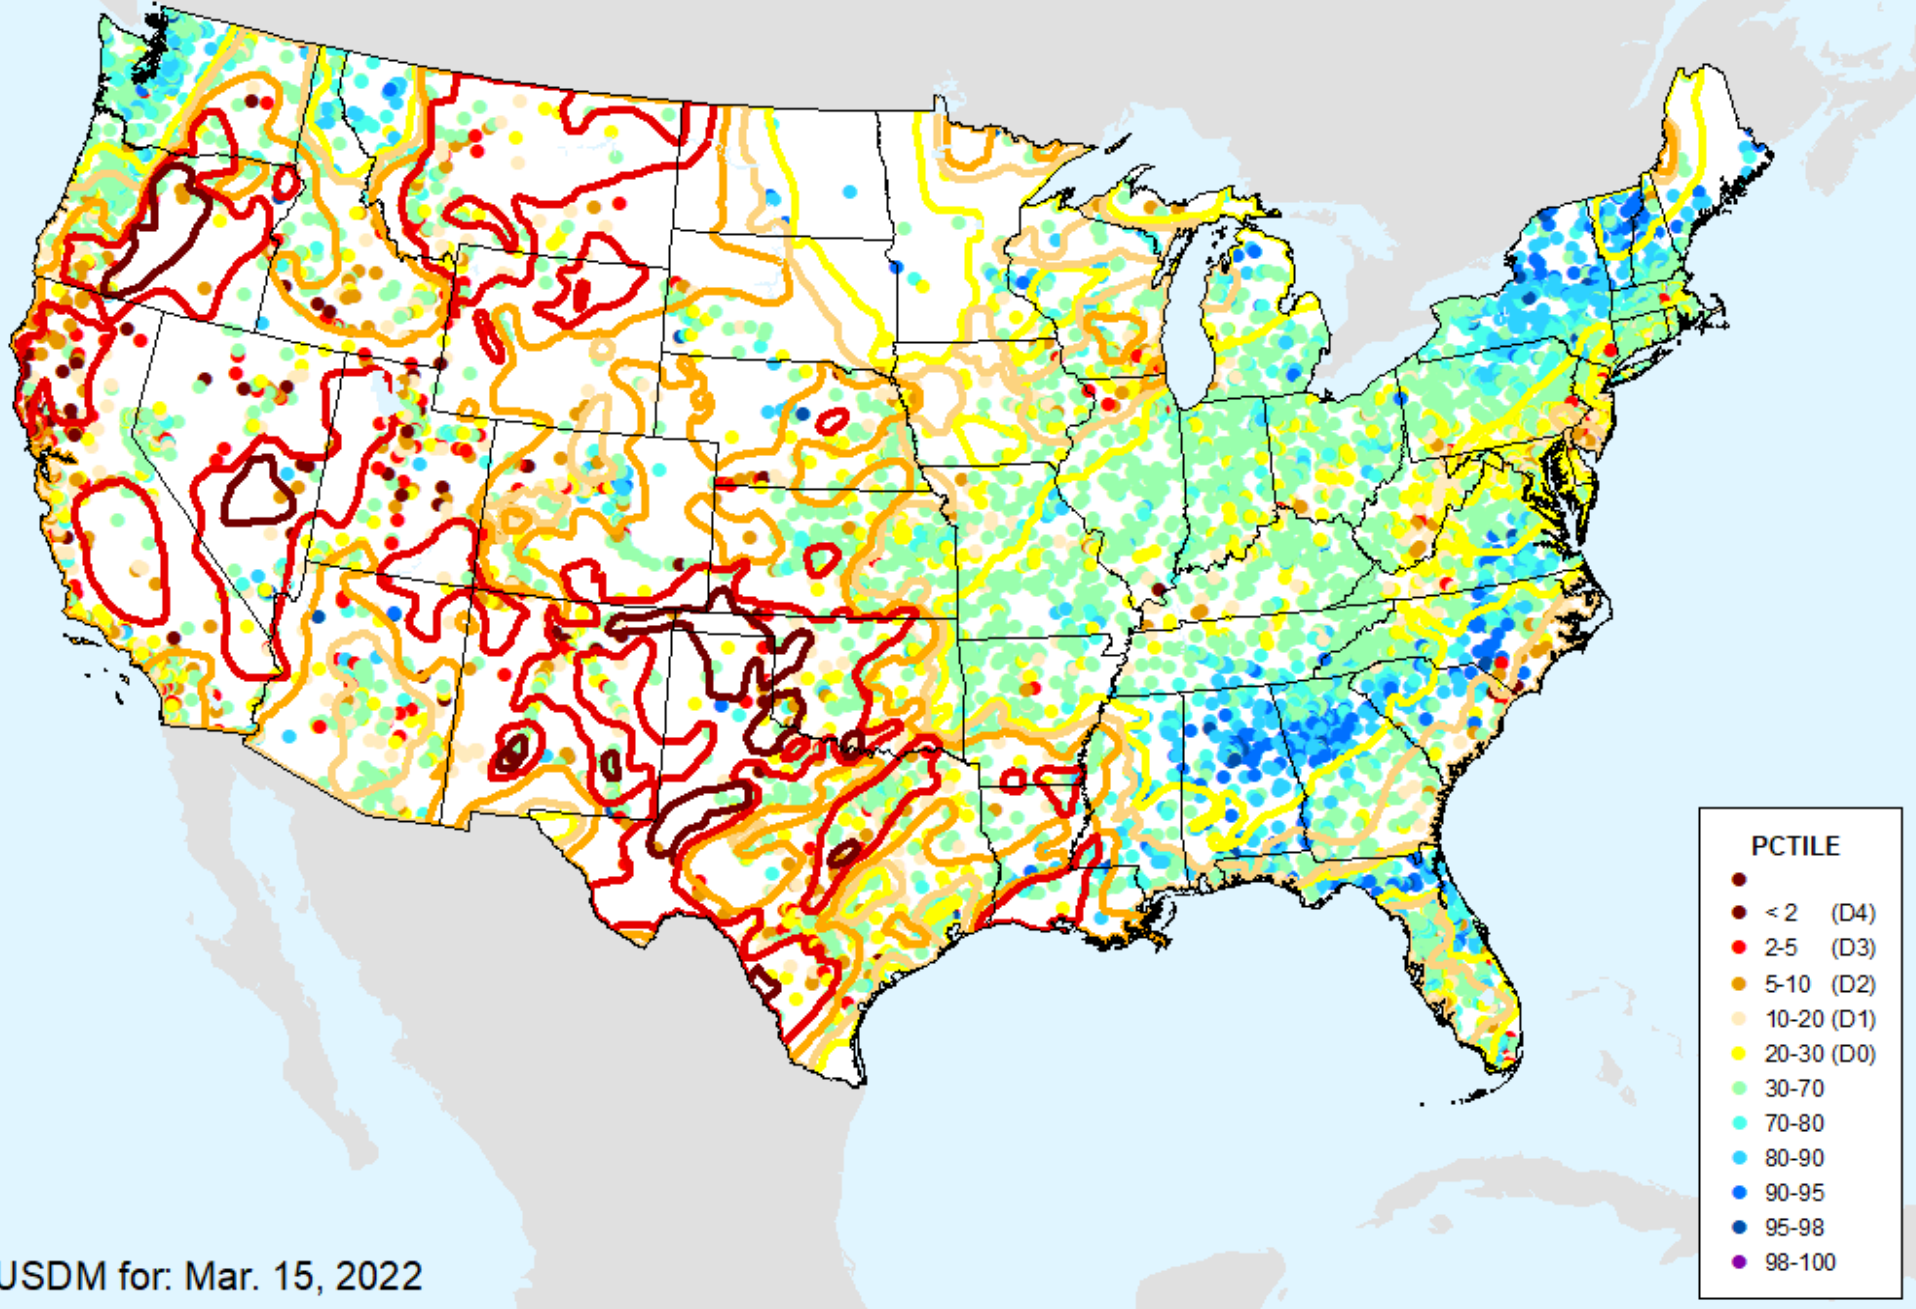 PCTILE
< 2 (D4)
2-5 (D3)
5-10 (D2)
10-20 (D1)
20-30 (D0)
30-70
70-80
80-90
90-95
95-98
98-100
USDM for: Mar. 15, 2022